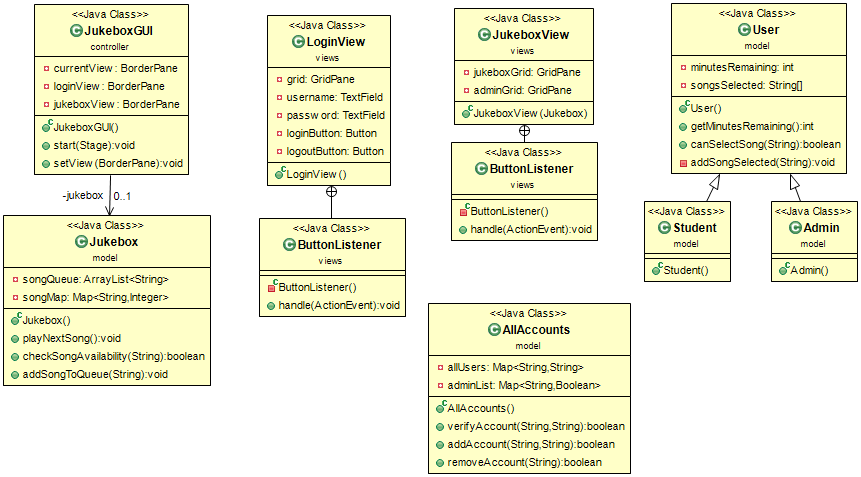 <<Java Class>>
JukeboxGUI
controller
currentView : BorderPane
loginView : BorderPane
jukeboxView : BorderPane
JukeboxGUI()
start(Stage):void
setView (BorderPane):void
-jukebox 0..1
<<Java Class>>
Jukebox
model
songQueue: ArrayList<String>
songMap: Map<String,Integer>
Jukebox()
playNextSong():void
checkSongAvailability(String):boolean
addSongToQueue(String):void
<<Java Class>>
LoginView
views
grid: GridPane
username: TextField
passw ord: TextField
loginButton: Button
logoutButton: Button
LoginView ()
<<Java Class>>
ButtonListener
views
ButtonListener()
handle(ActionEvent):void
<<Java Class>>
JukeboxView
views
jukeboxGrid: GridPane
adminGrid: GridPane
JukeboxView (Jukebox)
<<Java Class>>
ButtonListener
views
ButtonListener()
handle(ActionEvent):void
<<Java Class>>
AllAccounts
model
allUsers: Map<String,String>
adminList: Map<String,Boolean>
AllAccounts()
verifyAccount(String,String):boolean
addAccount(String,String):boolean
removeAccount(String):boolean
<<Java Class>>
User
model
minutesRemaining: int
songsSelected: String[]
User()
getMinutesRemaining():int
canSelectSong(String):boolean
addSongSelected(String):void
<<Java Class>>
Student
model
Student()
<<Java Class>>
Admin
model
Admin()